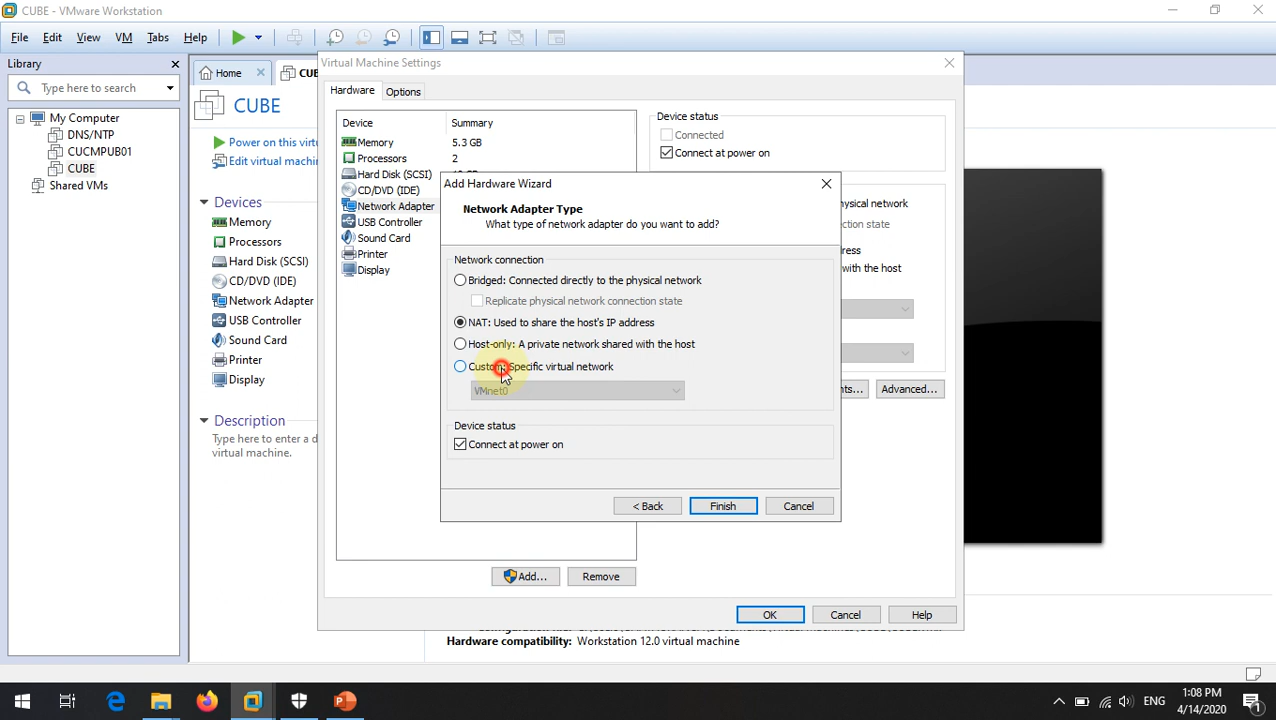 CUBE - VMware Workstation
File Edit View VM Tabs Help
Library
Type here to search
My Computer
DNS/NTP
CUCMPUB01
CUBE
Shared VMs
Home
CUBE
Power on this virtu
Edit virtual machin
Devices
Memory
Processors
Hard Disk (SCSI)
CD/DVD (IDE)
Network Adapter
USB Controller
Sound Card
Printer
Display
Description
Type here to enter a d
virtual machine.
Virtual Machine Settings
Hardware Options
Device Summary
Memory 5.3 GB
Processors 2
Hard Disk (SCSI)
CD/DVD (IDE)
Network Adapter
USB Controller
Sound Card
Printer
Display
Add... Remove
Device status
Connected
Connect at power on
hysical network
ction state
with the host
nts... Advanced...
OK Cancel Help
Add Hardware Wizard
Network Adapter Type
What type of network adapter do you want to add?
Network connection
Bridged: Connected directly to the physical network
Replicate physical network connection state
NAT: Used to share the host's IP address
Host-only: A private network shared with the host
Custom: Specific virtual network
VMnet0
Device status
Connect at power on
< Back Finish Cancel
Hardware compatibility: Workstation 12.0 virtual machine
ENG
1:08 PM
4/14/2020
1